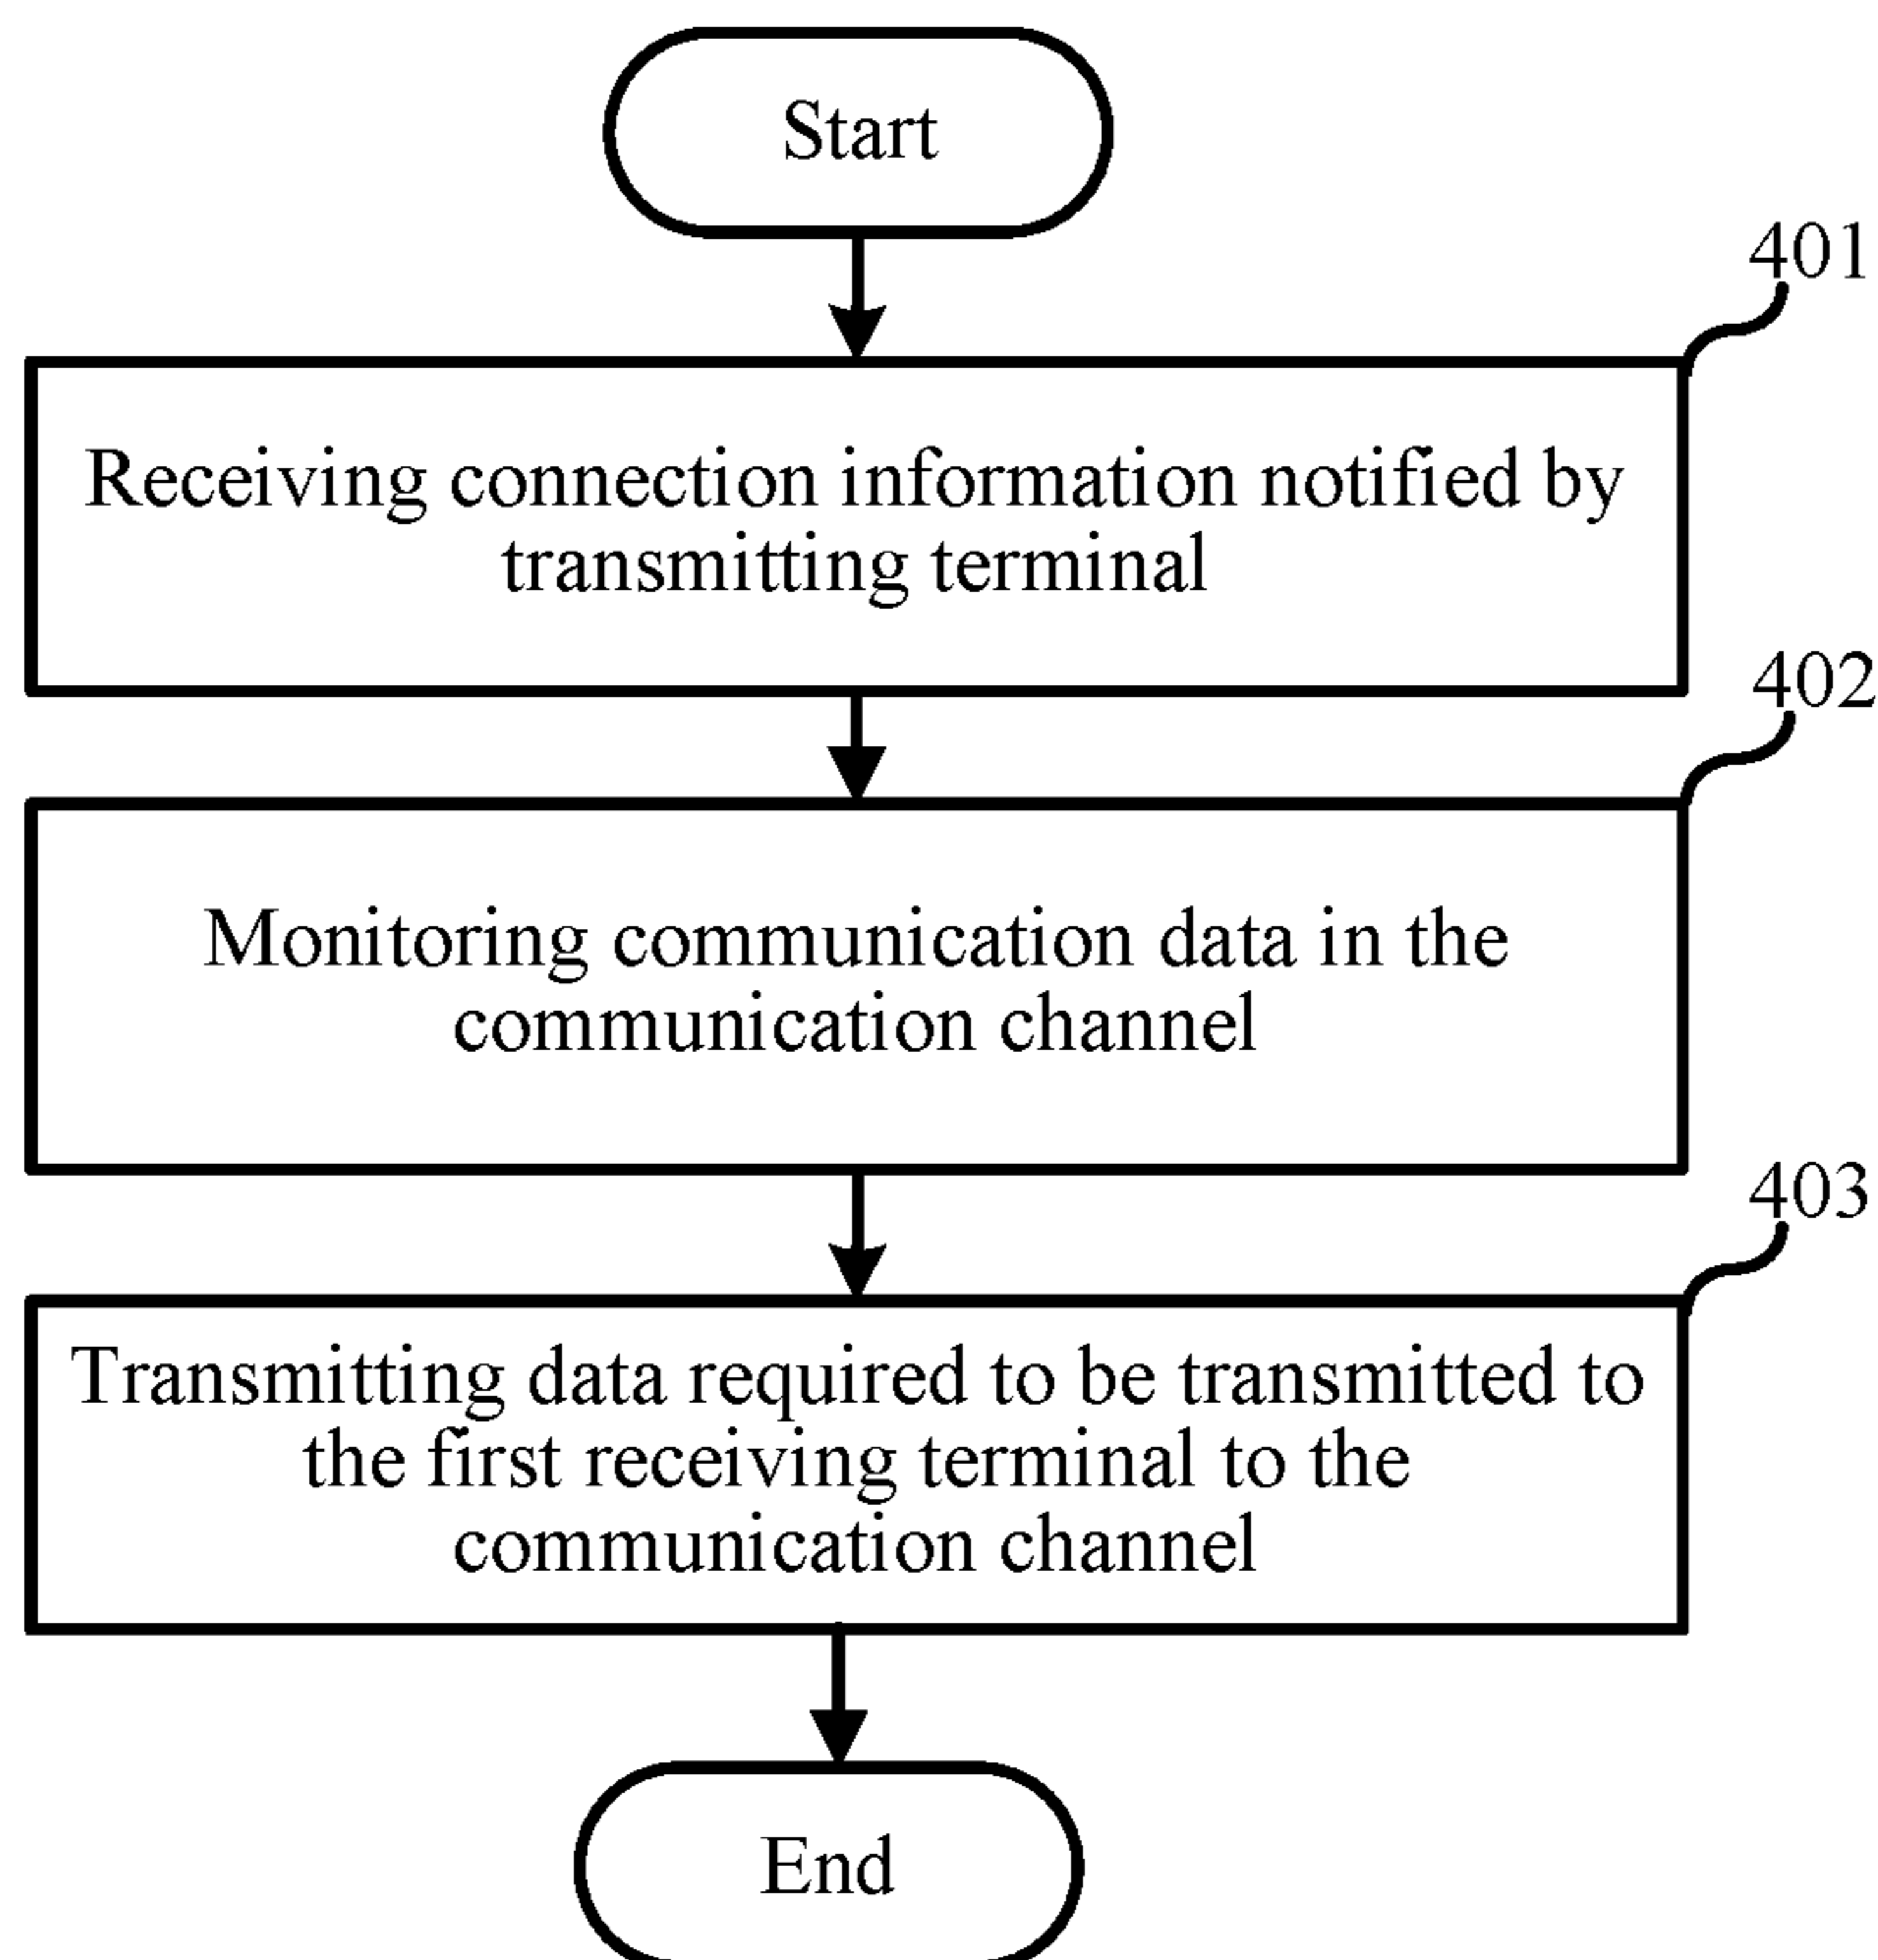 Start
401
Receiving connection information notified by
transmitting terminal
402
Monitoring communication data in the
communication channel
403
Transmitting data required to be transmitted to
the first receiving terminal to the
communication channel
End